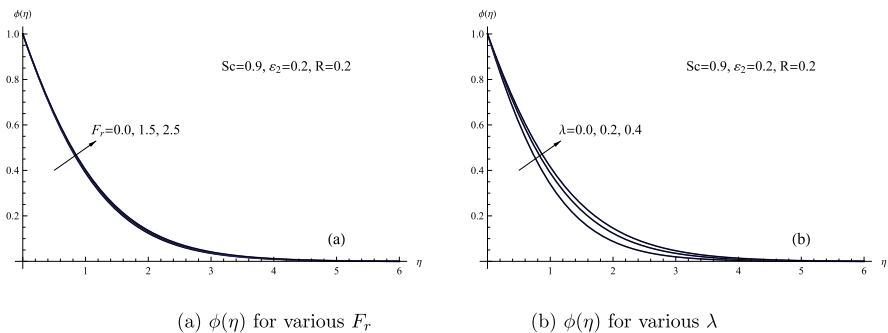 ϕ(η)
1.0
0.8
0.6
0.4
0.2
Sc=0.9, ε₂=0.2, R=0.2
Fᵣ=0.0, 1.5, 2.5
(a)
1 2 3 4 5 6 η
ϕ(η)
1.0
0.8
0.6
0.4
0.2
Sc=0.9, ε₂=0.2, R=0.2
λ=0.0, 0.2, 0.4
(b)
1 2 3 4 5 6 η
(a) ϕ(η) for various Fᵣ
(b) ϕ(η) for various λ